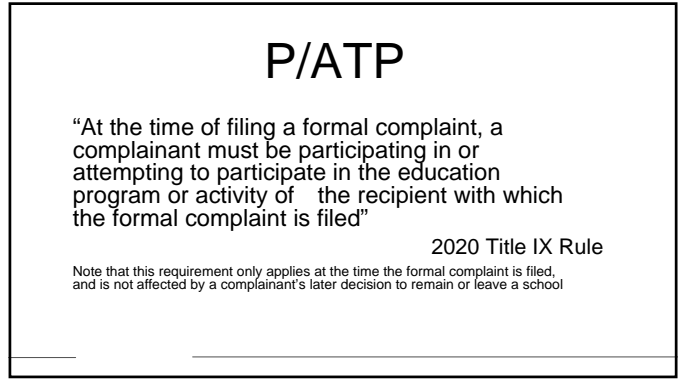 P/ATP
“At the time of filing a formal complaint, a
complainant must be participating in or
attempting to participate in the education
program or activity of the recipient with which
the formal complaint is filed”
2020 Title IX Rule
Note that this requirement only applies at the time the formal complaint is filed,
and is not affected by a complainant’s later decision to remain or leave a school